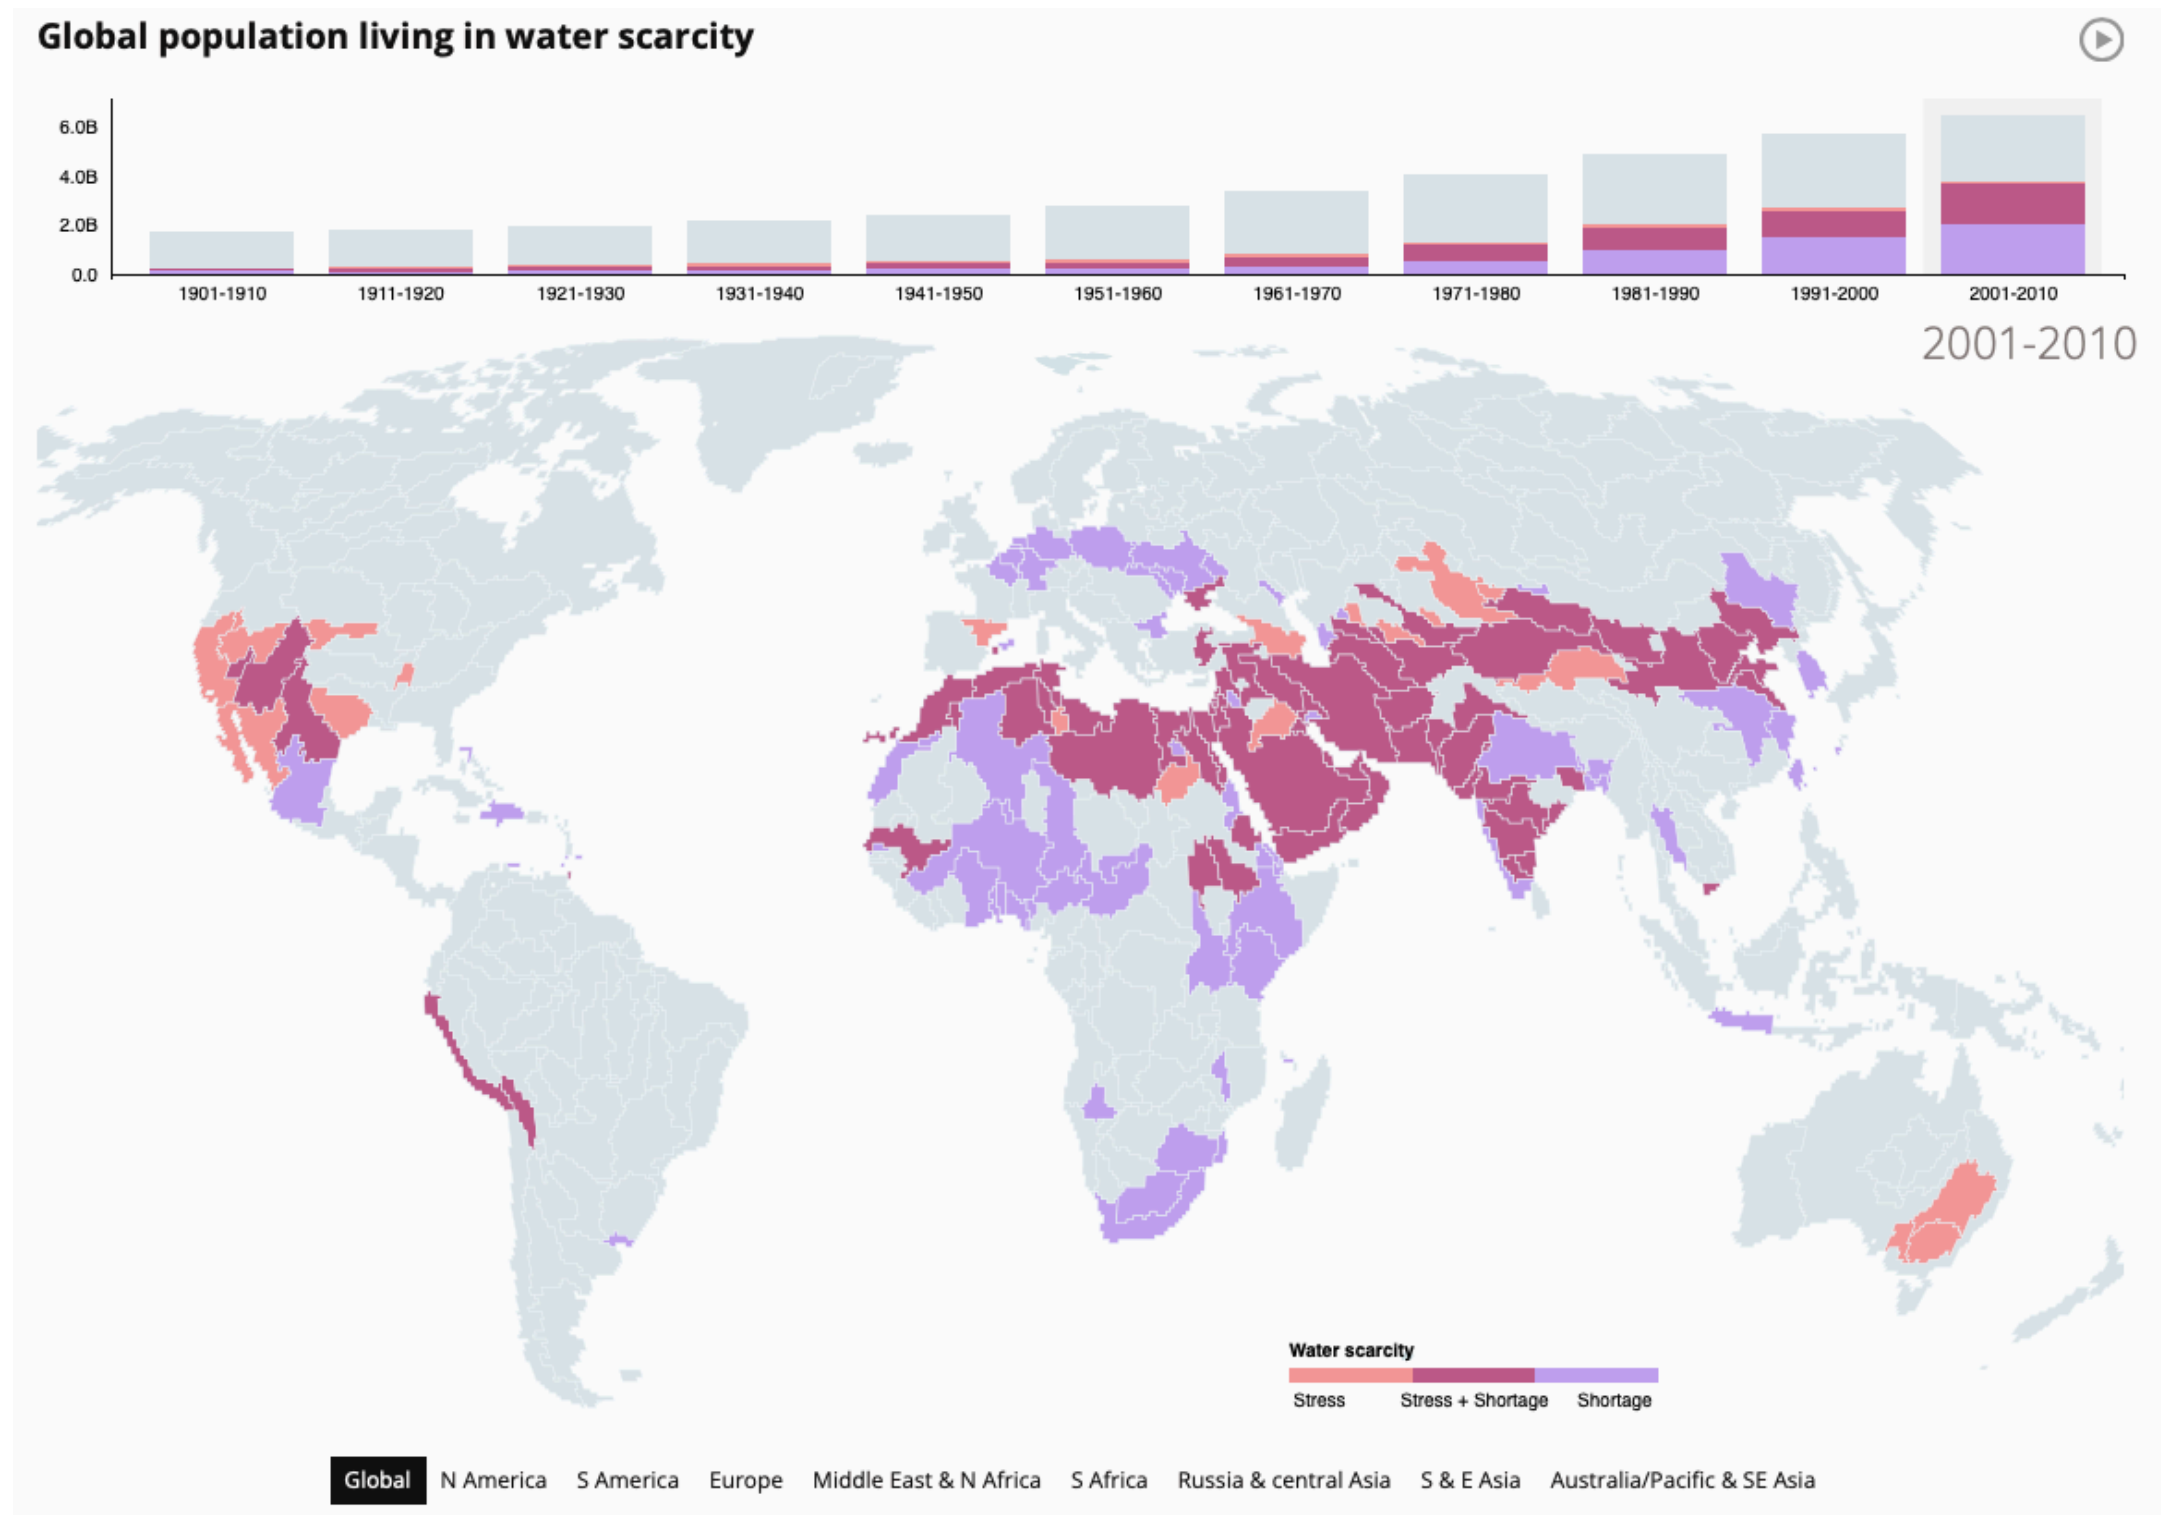 Global population living in water scarcity
6.0B
4.0B
2.0B
0.0
1901-1910 1911-1920 1921-1930 1931-1940 1941-1950 1951-1960 1961-1970 1971-1980 1981-1990 1991-2000 2001-2010
2001-2010
Water scarcity
Stress Stress + Shortage Shortage
Global N America S America Europe Middle East & N Africa S Africa Russia & central Asia S & E Asia Australia/Pacific & SE Asia